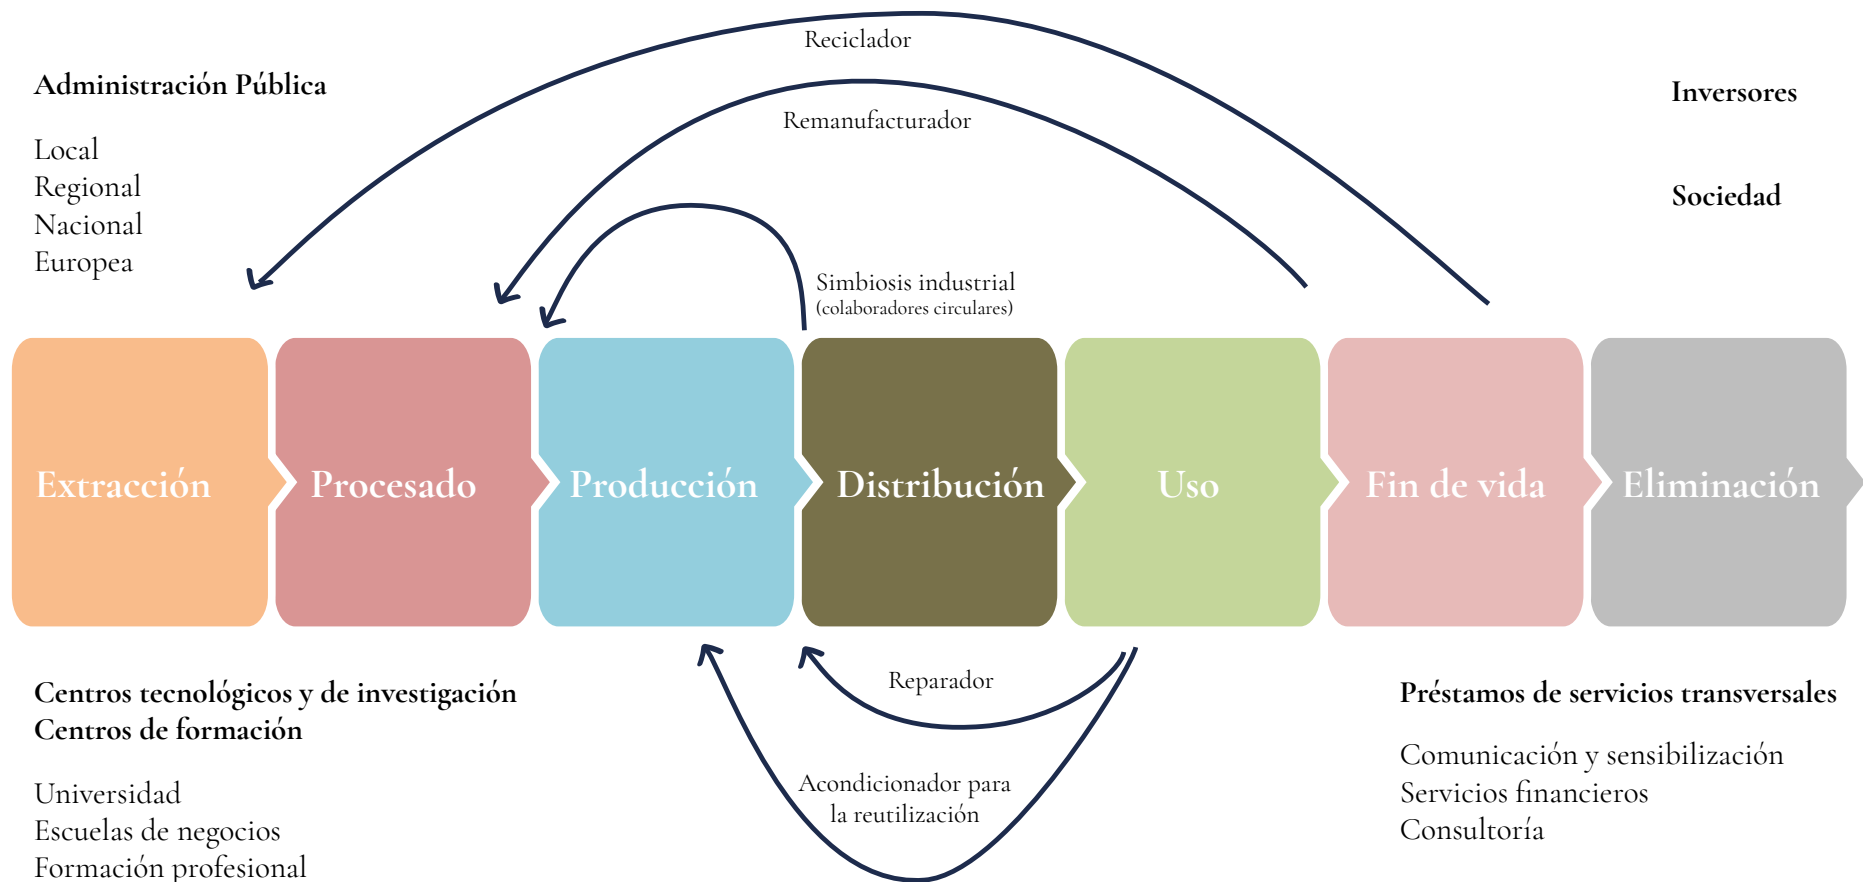 Reciclador
Administración Pública
Inversores
Remanufacturador
Local
Regional
Nacional
Europea
Sociedad
Simbiosis industrial
(colaboradores circulares)
Extracción
Procesado
Producción
Distribución
Uso
Fin de vida
Eliminación
Centros tecnológicos y de investigación
Centros de formación
Universidad
Escuelas de negocios
Formación profesional
Reparador
Acondicionador para
la reutilización
Préstamos de servicios transversales
Comunicación y sensibilización
Servicios financieros
Consultoría